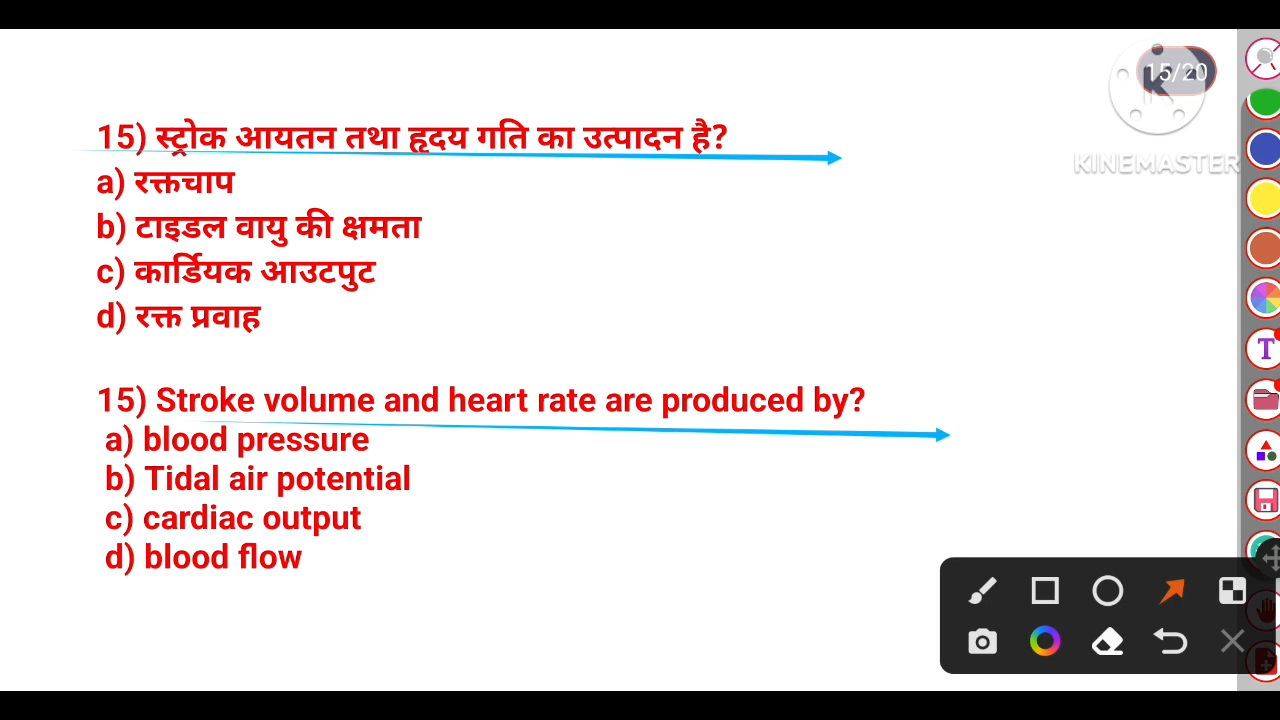 15/20
KINEMASTER
15) स्ट्रोक आयतन तथा हृदय गति का उत्पादन है?
a) रक्तचाप
b) टाइडल वायु की क्षमता
c) कार्डियक आउटपुट
d) रक्त प्रवाह
15) Stroke volume and heart rate are produced by?
a) blood pressure
b) Tidal air potential
c) cardiac output
d) blood flow
T